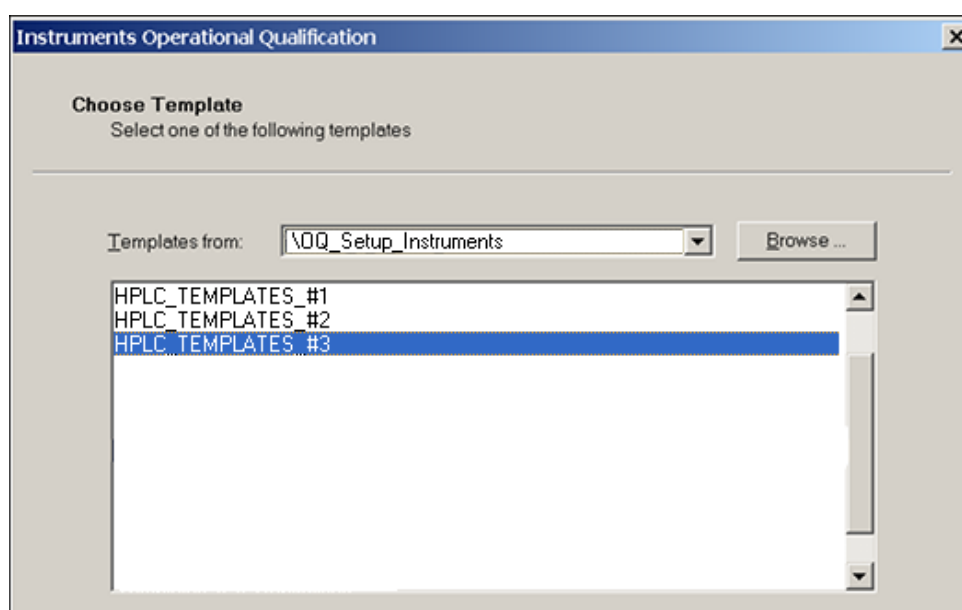 Instruments Operational Qualification
Choose Template
Select one of the following templates
Templates from: \OQ_Setup_Instruments Browse ...
HPLC_TEMPLATES_#1
HPLC_TEMPLATES_#2
HPLC_TEMPLATES_#3